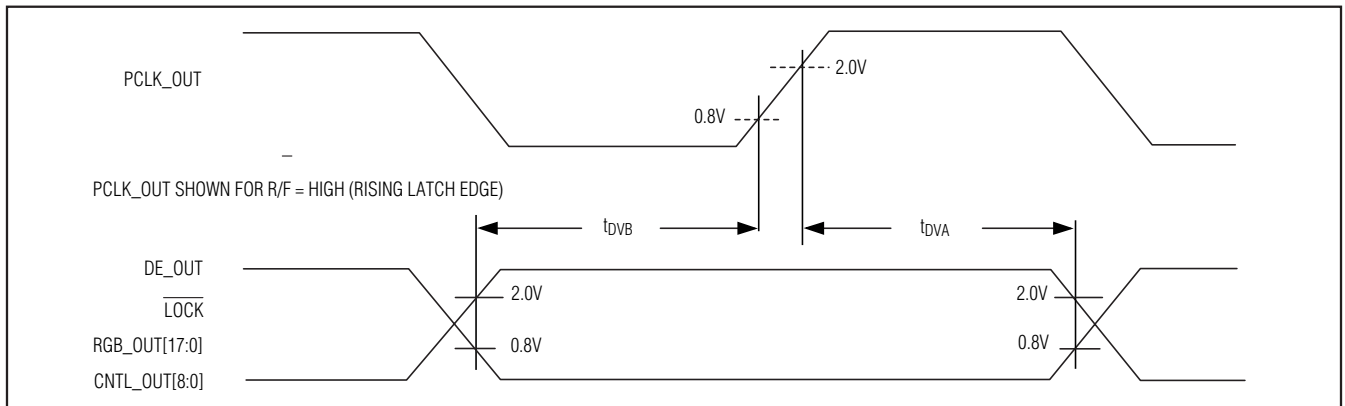 PCLK_OUT
2.0V
0.8V
PCLK_OUT SHOWN FOR R/F̅ = HIGH (RISING LATCH EDGE)
tDVB
tDVA
DE_OUT
2.0V
2.0V
L̅O̅C̅K̅
RGB_OUT[17:0]
0.8V
0.8V
CNTL_OUT[8:0]